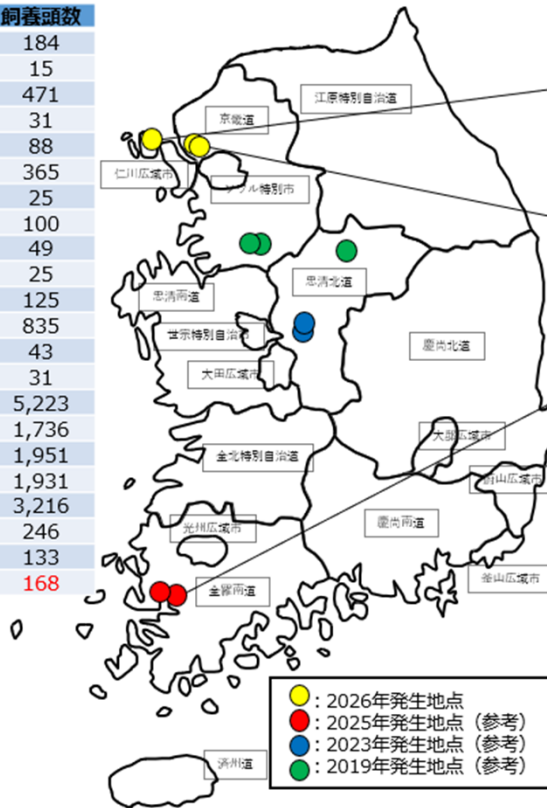 飼養頭数
184
15
471
31
88
365
25
100
49
25
125
835
43
31
5,223
1,736
1,951
1,931
3,216
246
133
168
江原特別自治道
京畿道
仁川広域市
ソウル特別市
忠清北道
忠清南道
世宗特別自治市
大田広域市
慶尚北道
大邱広域市
全北特別自治道
蔚山広域市
光州広域市
慶尚南道
全羅南道
釜山広域市
済州道
：2026年発生地点
：2025年発生地点（参考）
：2023年発生地点（参考）
：2019年発生地点（参考）